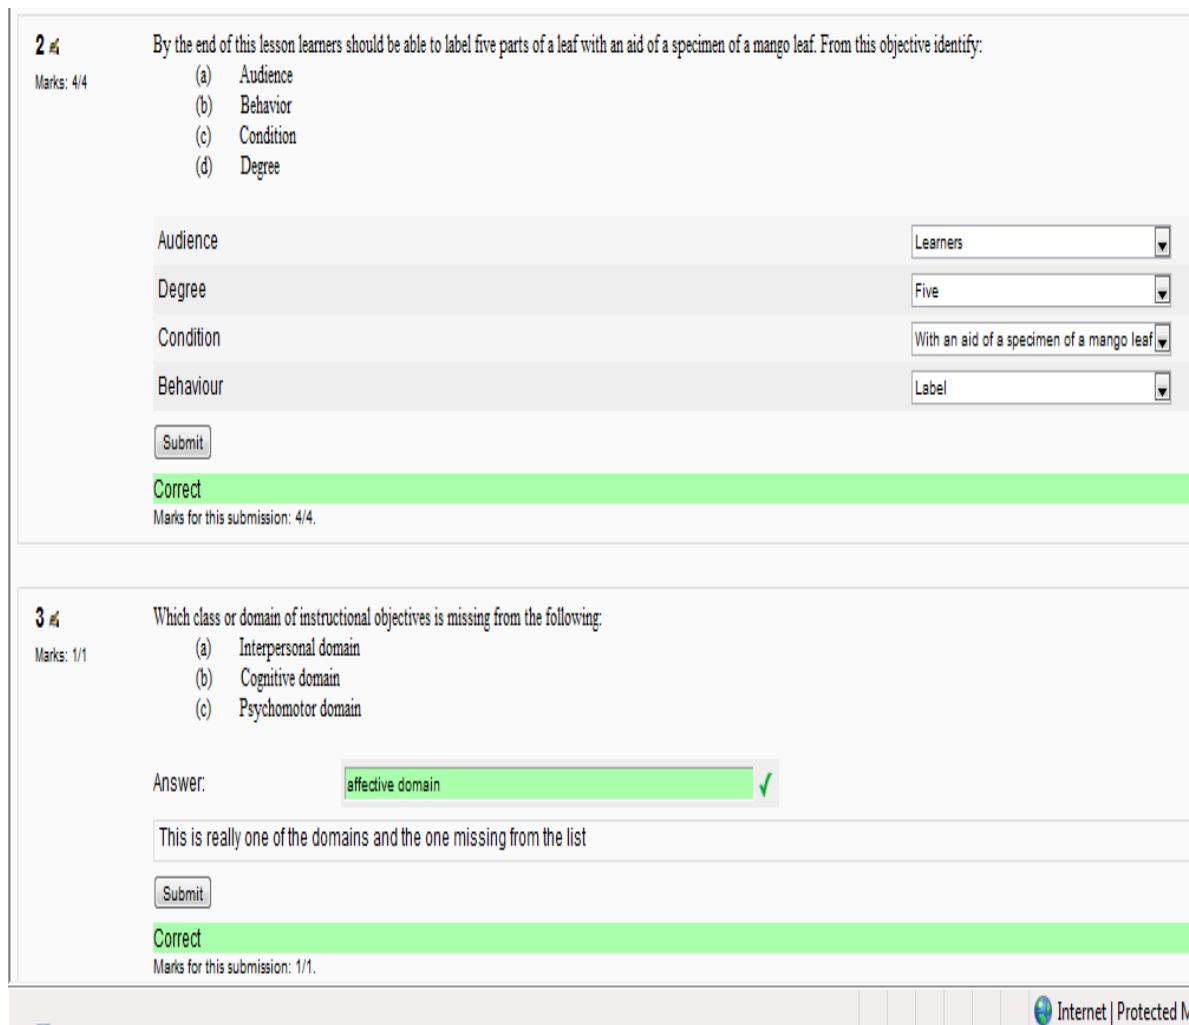 2 By the end of this lesson learners should be able to label five parts of a leaf with an aid of a specimen of a mango leaf. From this objective identify:
Marks: 4/4
(a) Audience
(b) Behavior
(c) Condition
(d) Degree
Audience Learners
Degree Five
Condition With an aid of a specimen of a mango leaf
Behaviour Label
Submit
Correct
Marks for this submission: 4/4.
3 Which class or domain of instructional objectives is missing from the following:
Marks: 1/1
(a) Interpersonal domain
(b) Cognitive domain
(c) Psychomotor domain
Answer: affective domain
This is really one of the domains and the one missing from the list
Submit
Correct
Marks for this submission: 1/1.
Internet | Protected M